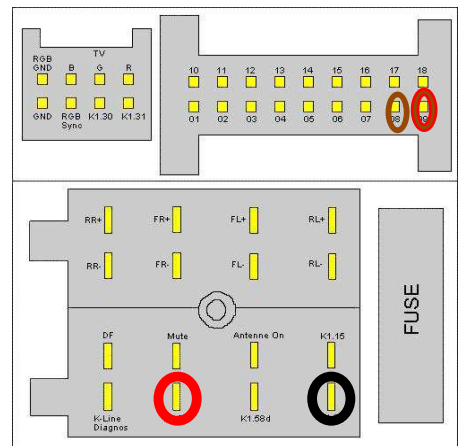 TV
RGB GND B G R
GND RGB Sync K1.30 K1.31
10 11 12 13 14 15 16 17 18
01 02 03 04 05 06 07 08 09
RR+ FR+ FL+ RL+
RR- FR- FL- RL-
DF Mute Antenne On K1.15
K-Line Diagnos K1.58d
FUSE